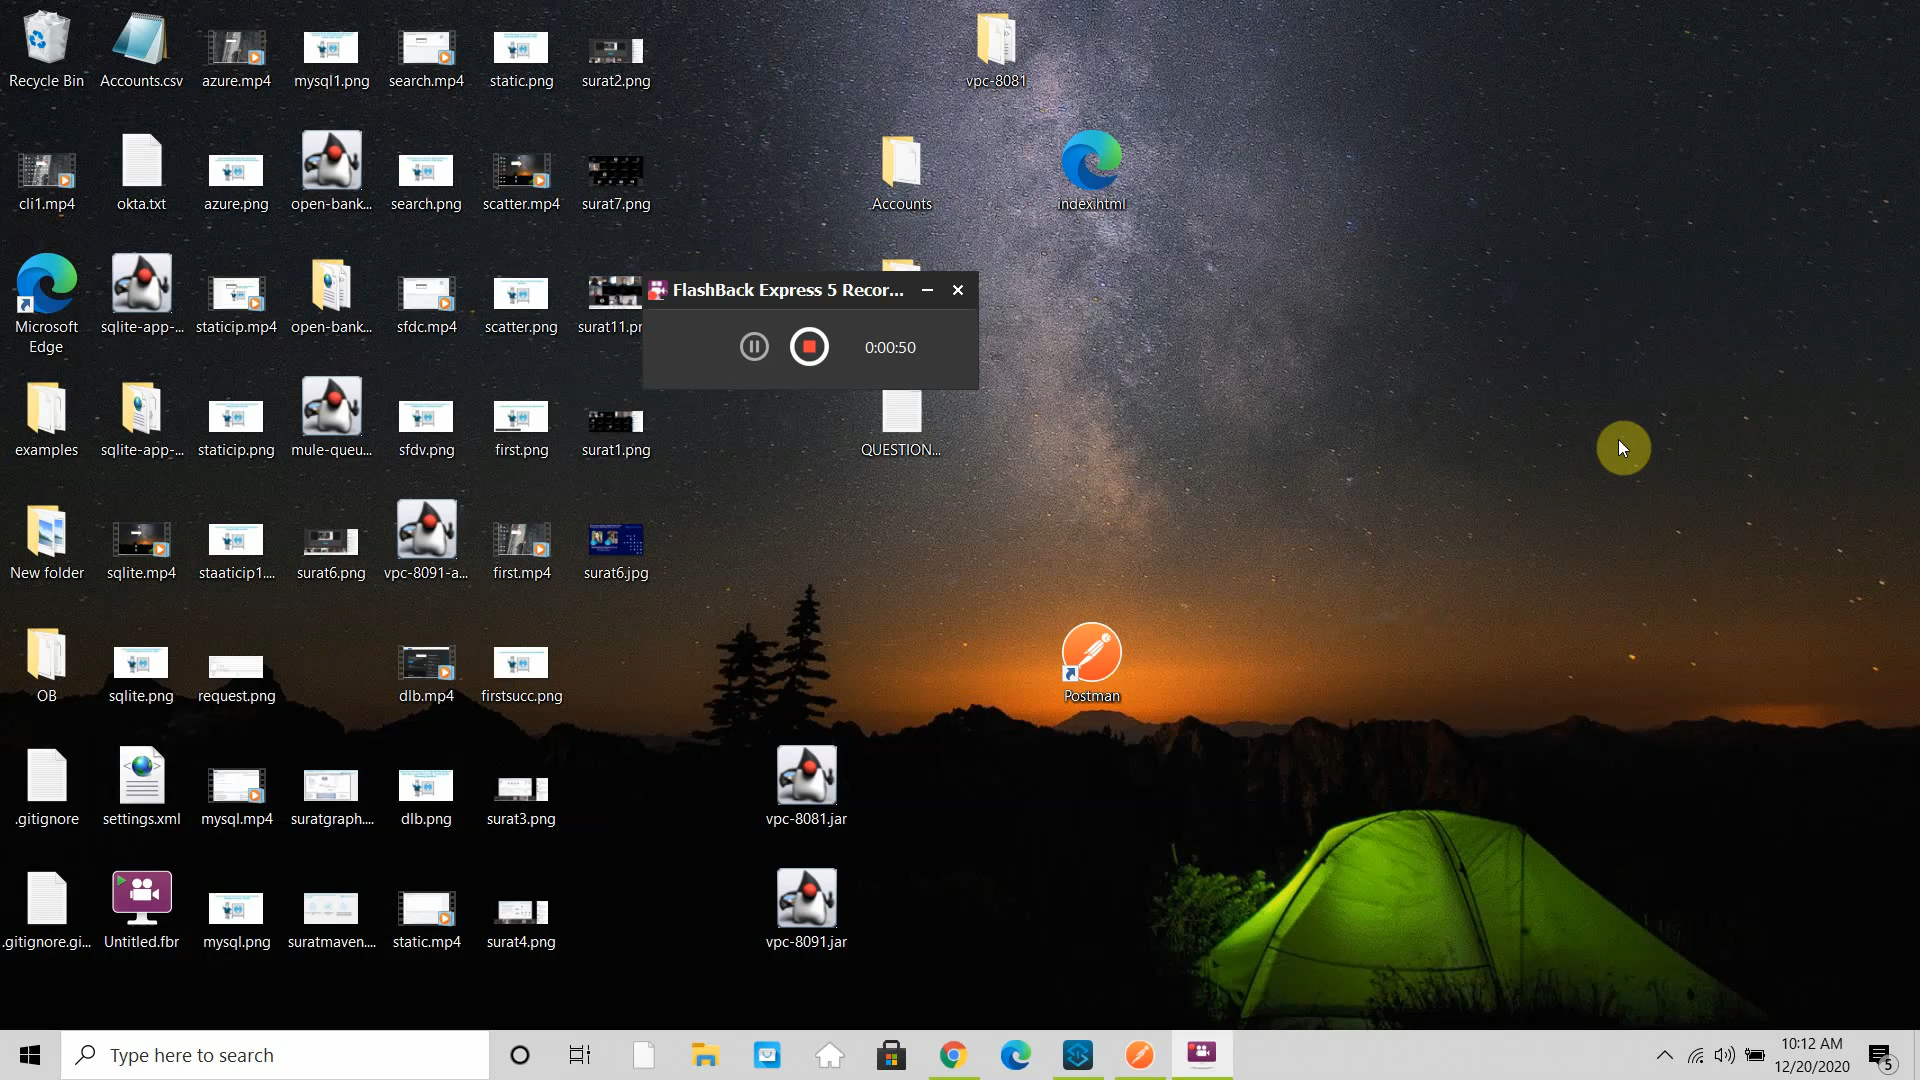 Recycle Bin
Accounts.csv
azure.mp4
mysql1.png
search.mp4
static.png
surat2.png
vpc-8081
cli1.mp4
okta.txt
azure.png
open-bank...
search.png
scatter.mp4
surat7.png
Accounts
index.html
FlashBack Express 5 Recor...
0:00:50
Microsoft
Edge
sqlite-app-...
staticip.mp4
open-bank...
sfdc.mp4
scatter.png
surat11.pr
examples
sqlite-app-...
staticip.png
mule-queu...
sfdv.png
first.png
surat1.png
QUESTION...
New folder
sqlite.mp4
staaticip1....
surat6.png
vpc-8091-a...
first.mp4
surat6.jpg
OB
sqlite.png
request.png
dlb.mp4
firstsucc.png
Postman
.gitignore
settings.xml
mysql.mp4
suratgraph....
dlb.png
surat3.png
vpc-8081.jar
.gitignore.gi...
Untitled.fbr
mysql.png
suratmaven....
static.mp4
surat4.png
vpc-8091.jar
Type here to search
10:12 AM
12/20/2020
5